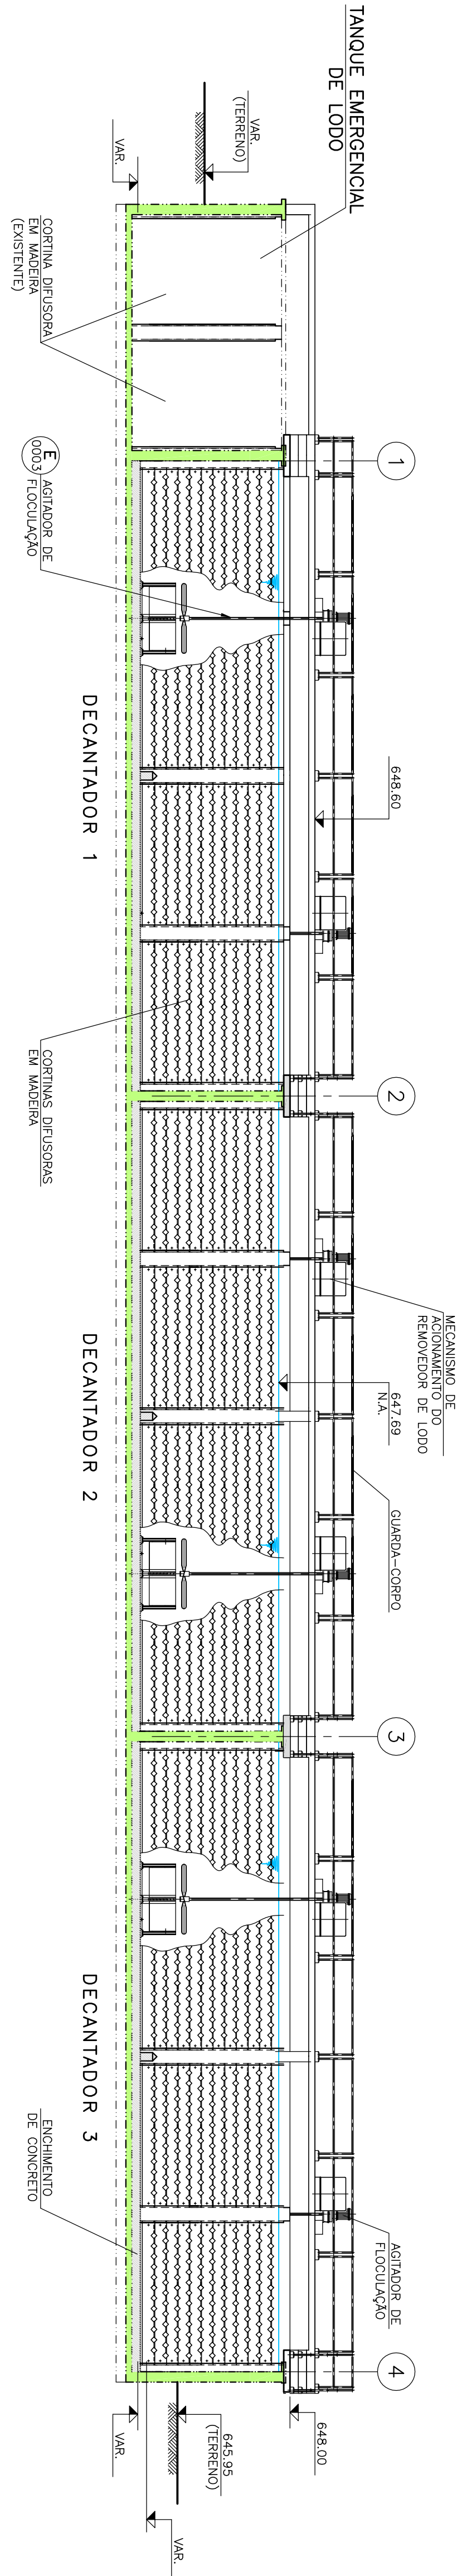 TANQUE EMERGENCIAL
DE LODO
VAR.
(TERRENO)
VAR.
CORTINA DIFUSORA
EM MADEIRA
(EXISTENTE)
1
E
0003
AGITADOR DE
FLOCULAÇÃO
DECANTADOR 1
648.60
CORTINAS DIFUSORAS
EM MADEIRA
2
MECANISMO DE
ACIONAMENTO DO
REMOVEDOR DE LODO
647.69
N.A.
GUARDA-CORPO
DECANTADOR 2
3
DECANTADOR 3
ENCHIMENTO
DE CONCRETO
AGITADOR DE
FLOCULAÇÃO
4
648.00
645.95
(TERRENO)
VAR.
VAR.